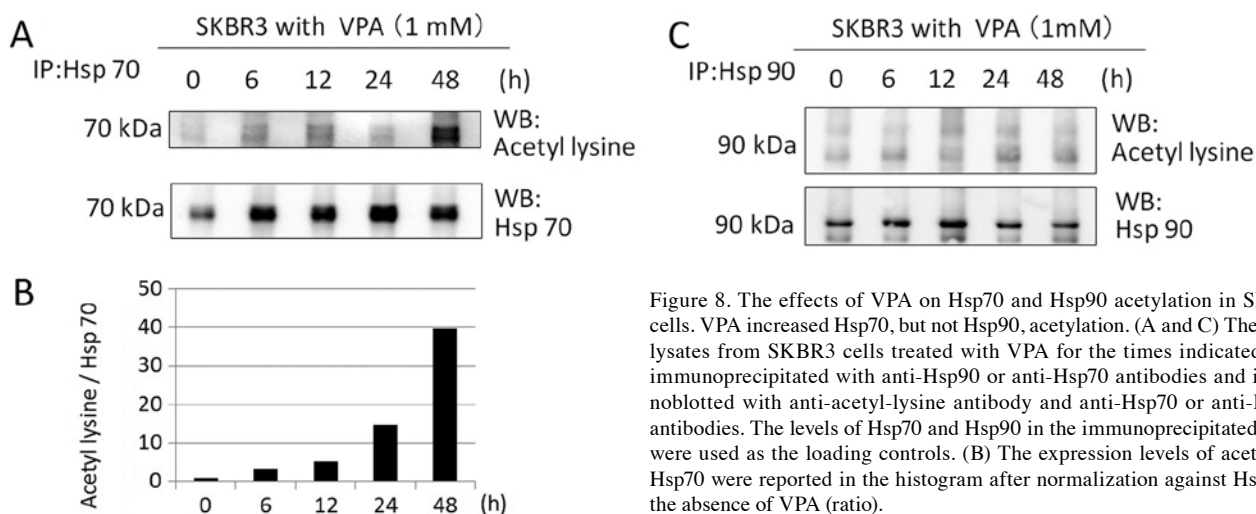 A
SKBR3 with VPA (1 mM)
IP:Hsp 70
0 6 12 24 48 (h)
70 kDa
WB:
Acetyl lysine
70 kDa
WB:
Hsp 70
B
Acetyl lysine / Hsp 70
50
40
30
20
10
0
0 6 12 24 48 (h)
C
SKBR3 with VPA (1mM)
IP:Hsp 90
0 6 12 24 48 (h)
90 kDa
WB:
Acetyl lysine
90 kDa
WB:
Hsp 90
Figure 8. The effects of VPA on Hsp70 and Hsp90 acetylation in
cells. VPA increased Hsp70, but not Hsp90, acetylation. (A and C) The
lysates from SKBR3 cells treated with VPA for the times indicated
immunoprecipitated with anti-Hsp90 or anti-Hsp70 antibodies and
noblotted with anti-acetyl-lysine antibody and anti-Hsp70 or
antibodies. The levels of Hsp70 and Hsp90 in the immunoprecipitated
were used as the loading controls. (B) The expression levels of
Hsp70 were reported in the histogram after normalization against
the absence of VPA (ratio).